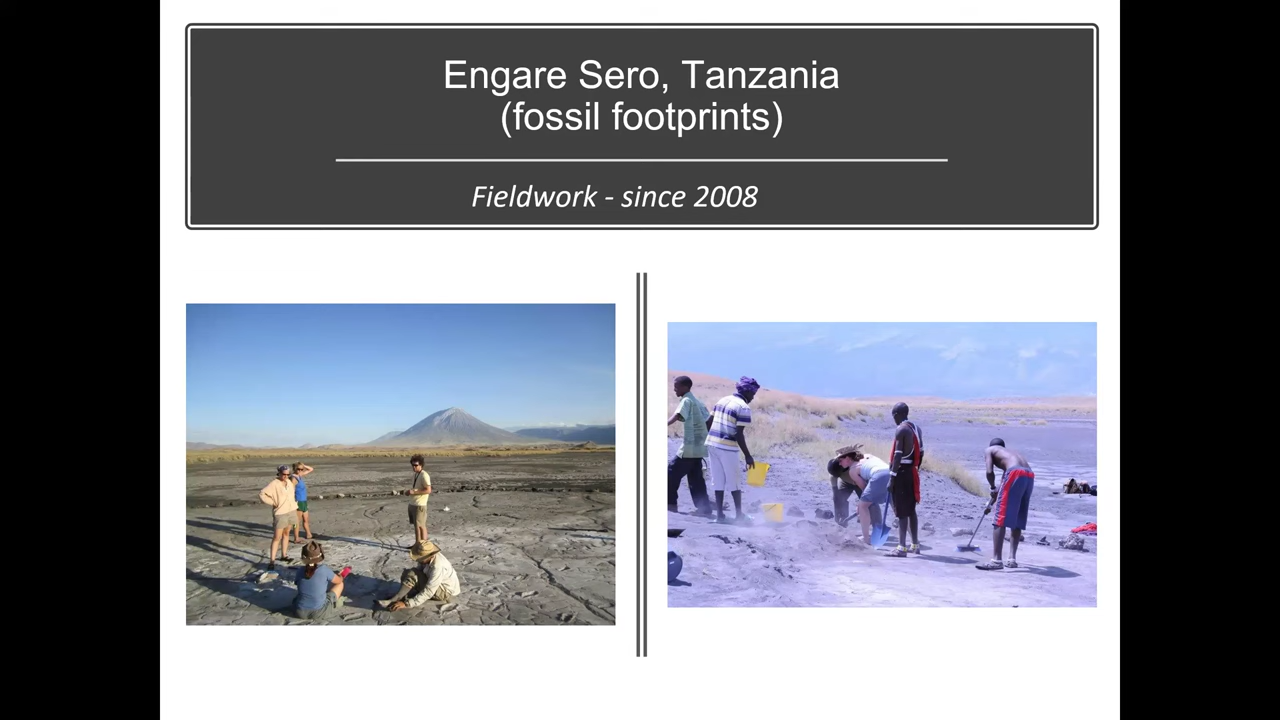 Engare Sero, Tanzania
(fossil footprints)
Fieldwork - since 2008